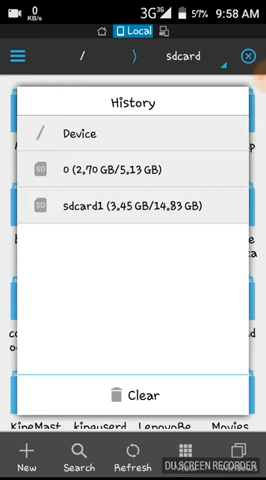 0 KB/s 3G 3G 57% 9:58 AM
Local
/ sdcard
History
/ Device
SD 0 (2.70 GB/5.13 GB)
SD sdcard1 (3.45 GB/14.83 GB)
Clear
KineMast kinguserd LenovoBe Movies
New Search Refresh
DU SCREEN RECORDER